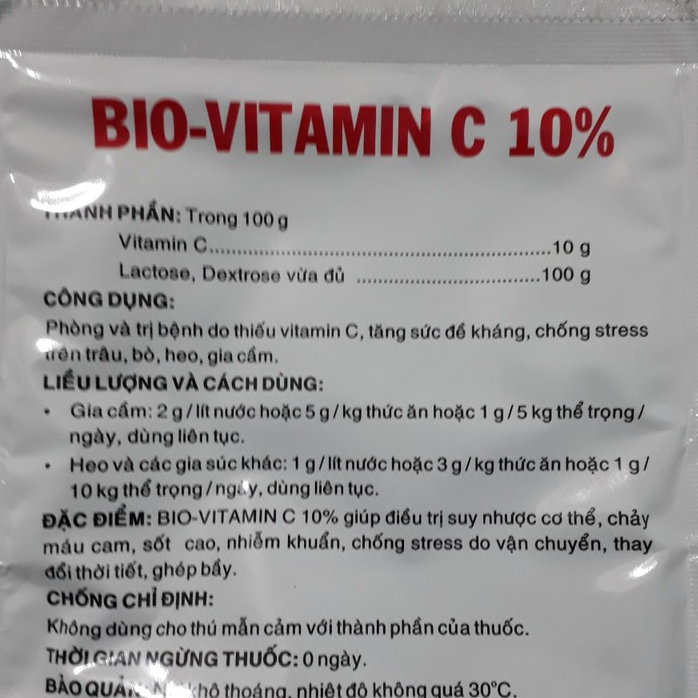 BIO-VITAMIN C 10%
THÀNH PHẦN: Trong 100 g
Vitamin C..........................................................10 g
Lactose, Dextrose vừa đủ ................................100 g
CÔNG DỤNG:
Phòng và trị bệnh do thiếu vitamin C, tăng sức đề kháng, chống stress
trên trâu, bò, heo, gia cầm.
LIỀU LƯỢNG VÀ CÁCH DÙNG:
• Gia cầm: 2 g/lít nước hoặc 5 g/kg thức ăn hoặc 1 g/5 kg thể trọng/
ngày, dùng liên tục.
• Heo và các gia súc khác: 1 g/lít nước hoặc 3 g/kg thức ăn hoặc 1 g/
10 kg thể trọng/ngày, dùng liên tục.
ĐẶC ĐIỂM: BIO-VITAMIN C 10% giúp điều trị suy nhược cơ thể, chảy
máu cam, sốt cao, nhiễm khuẩn, chống stress do vận chuyển, thay
đổi thời tiết, ghép bầy.
CHỐNG CHỈ ĐỊNH:
Không dùng cho thú mẫn cảm với thành phần của thuốc.
THỜI GIAN NGỪNG THUỐC: 0 ngày.
BẢO QUẢN: Nơi khô thoáng, nhiệt độ không quá 30°C.